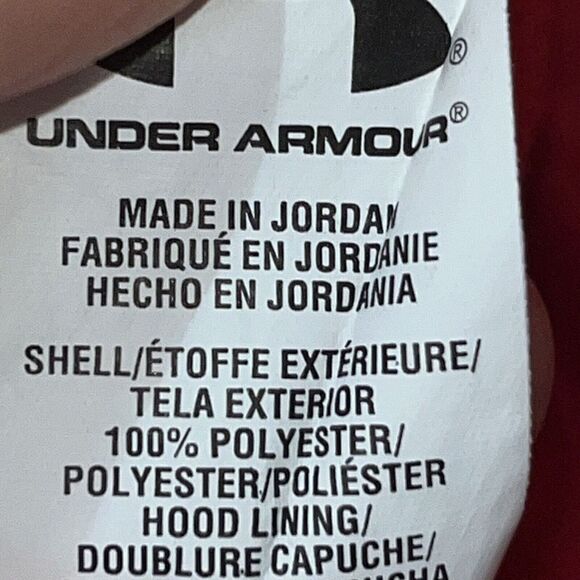 ®
UNDER ARMOUR®
MADE IN JORDAN
FABRIQUÉ EN JORDANIE
HECHO EN JORDANIA
SHELL/ÉTOFFE EXTÉRIEURE/
TELA EXTERIOR
100% POLYESTER/
POLYESTER/POLIÉSTER
HOOD LINING/
DOUBLURE CAPUCHE/